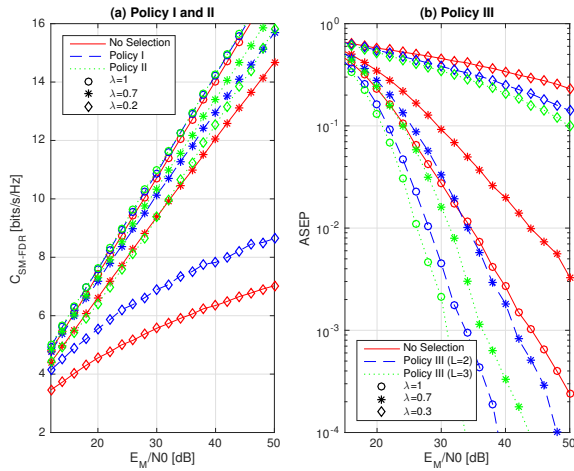 (a) Policy I and II
16
14
12
10
8
6
4
2
C_SM-FDR [bits/s/Hz]
No Selection
Policy I
Policy II
λ=1
λ=0.7
λ=0.2
20 30 40 50
E_M/N0 [dB]
(b) Policy III
10^0
10^-1
10^-2
10^-3
10^-4
ASEP
No Selection
Policy III (L=2)
Policy III (L=3)
λ=1
λ=0.7
λ=0.3
20 30 40 50
E_M/N0 [dB]